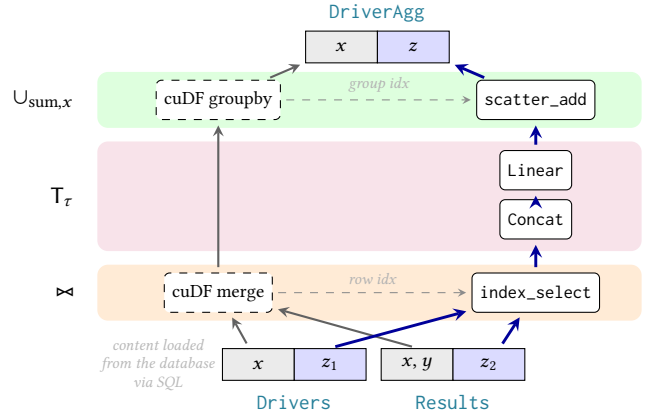 DriverAgg
x z
∪sum,x cuDF groupby group idx scatter_add
Linear
Tτ
Concat
⋈ cuDF merge row idx index_select
content loaded
from the database
via SQL
x z1 x, y z2
Drivers Results